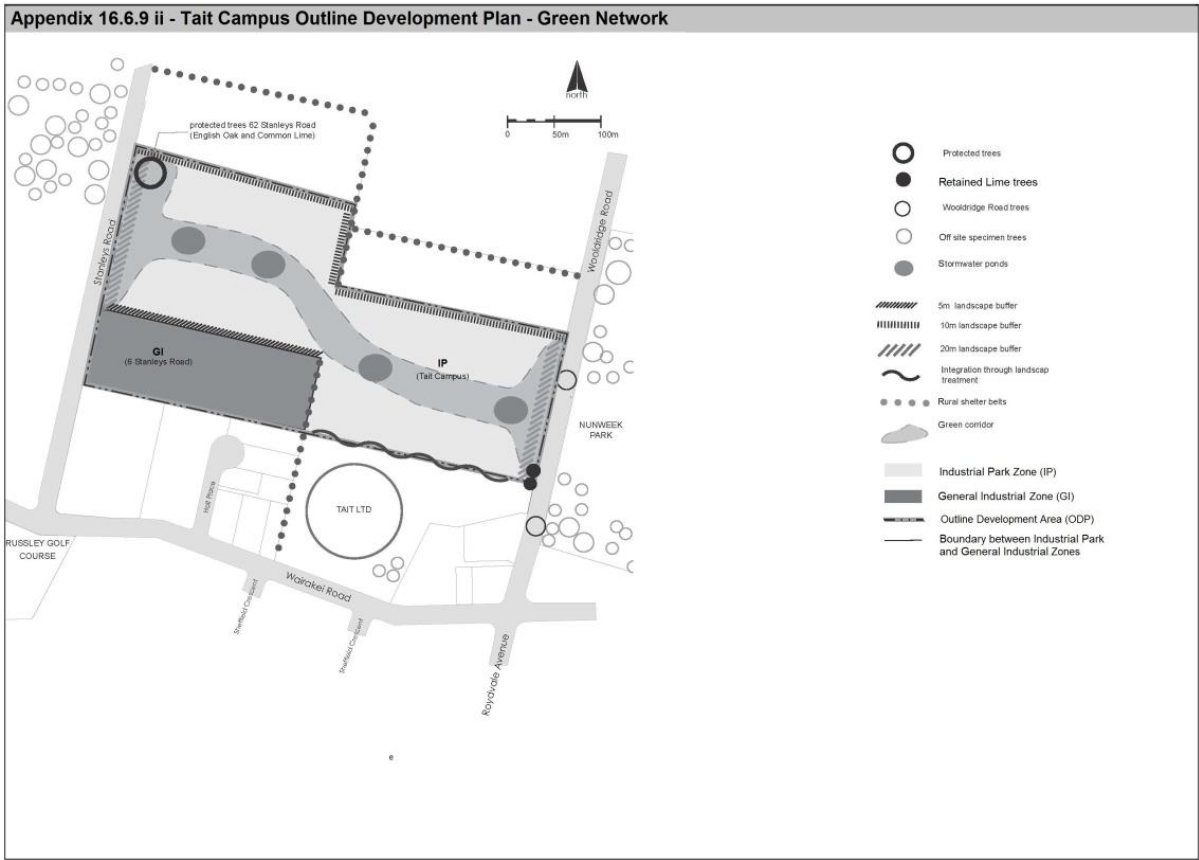 Appendix 16.6.9 ii - Tait Campus Outline Development Plan - Green Network
north
0 50m 100m
protected trees 62 Stanleys Road
(English Oak and Common Lime)
Stanleys Road
Wooldridge Road
GI
(6 Stanleys Road)
IP
(Tait Campus)
NUNWEEK
PARK
Hall Place
TAIT LTD
RUSSLEY GOLF
COURSE
Wairakei Road
Sheffield Crescent
Sheffield Crescent
Roydvale Avenue
e
Protected trees
Retained Lime trees
Wooldridge Road trees
Off site specimen trees
Stormwater ponds
5m landscape buffer
10m landscape buffer
20m landscape buffer
Integration through landscap
treatment
Rural shelter belts
Green corridor
Industrial Park Zone (IP)
General Industrial Zone (GI)
Outline Development Area (ODP)
Boundary between Industrial Park
and General Industrial Zones